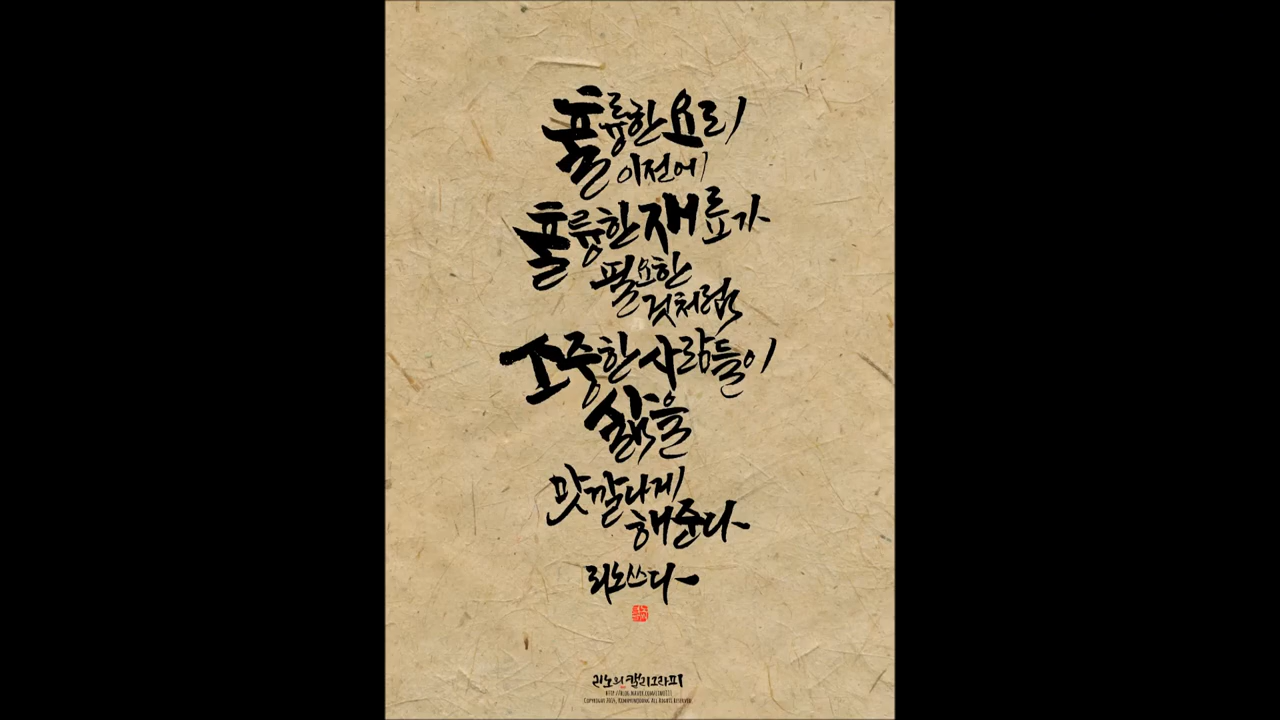 훌륭한 요리
이전에
훌륭한 재료가
필요한
것처럼
소중한 사람들이
삶을
맛깔나게
해준다
리노쓰다
리노의 캘리그라피